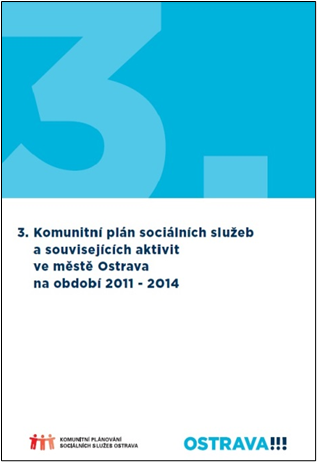 3.
3. Komunitní plán sociálních služeb
a souvisejících aktivit
ve městě Ostrava
na období 2011 - 2014
KOMUNITNÍ PLÁNOVÁNÍ
SOCIÁLNÍCH SLUŽEB OSTRAVA
OSTRAVA!!!